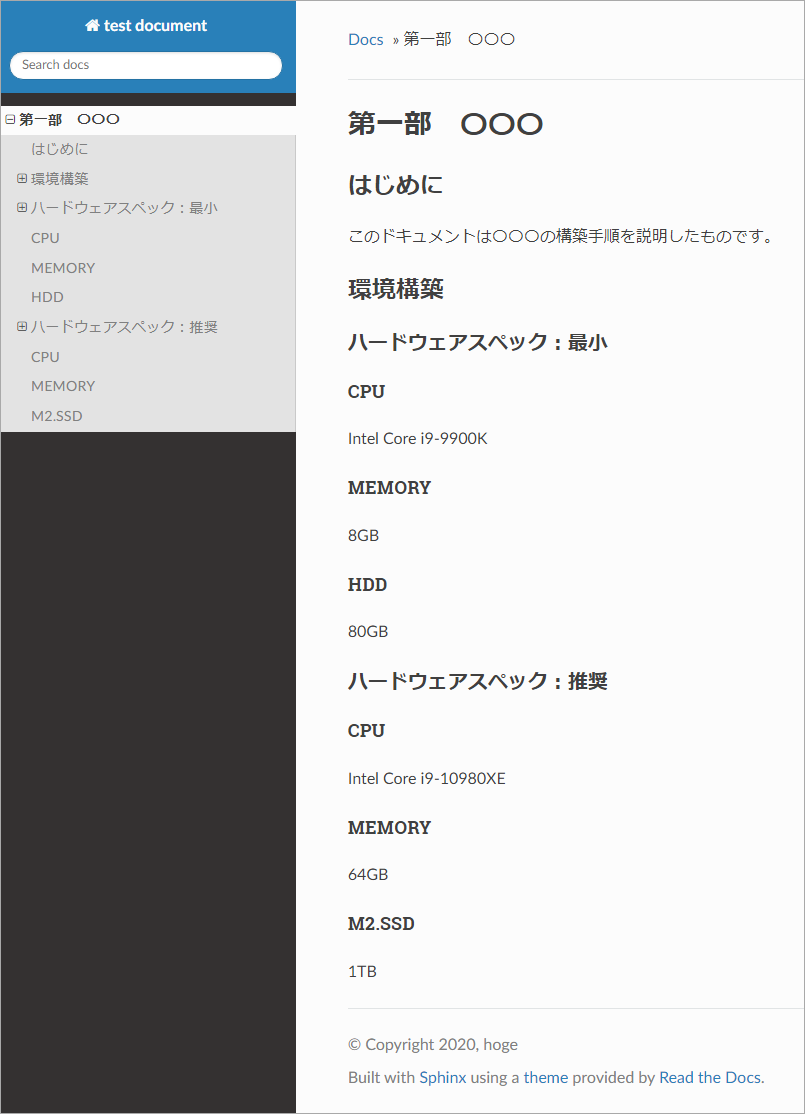 test document
Search docs
第一部　〇〇〇
はじめに
環境構築
ハードウェアスペック：最小
CPU
MEMORY
HDD
ハードウェアスペック：推奨
CPU
MEMORY
M2.SSD
Docs » 第一部　〇〇〇
第一部　〇〇〇
はじめに
このドキュメントは〇〇〇の構築手順を説明したものです。
環境構築
ハードウェアスペック：最小
CPU
Intel Core i9-9900K
MEMORY
8GB
HDD
80GB
ハードウェアスペック：推奨
CPU
Intel Core i9-10980XE
MEMORY
64GB
M2.SSD
1TB
© Copyright 2020, hoge
Built with Sphinx using a theme provided by Read the Docs.